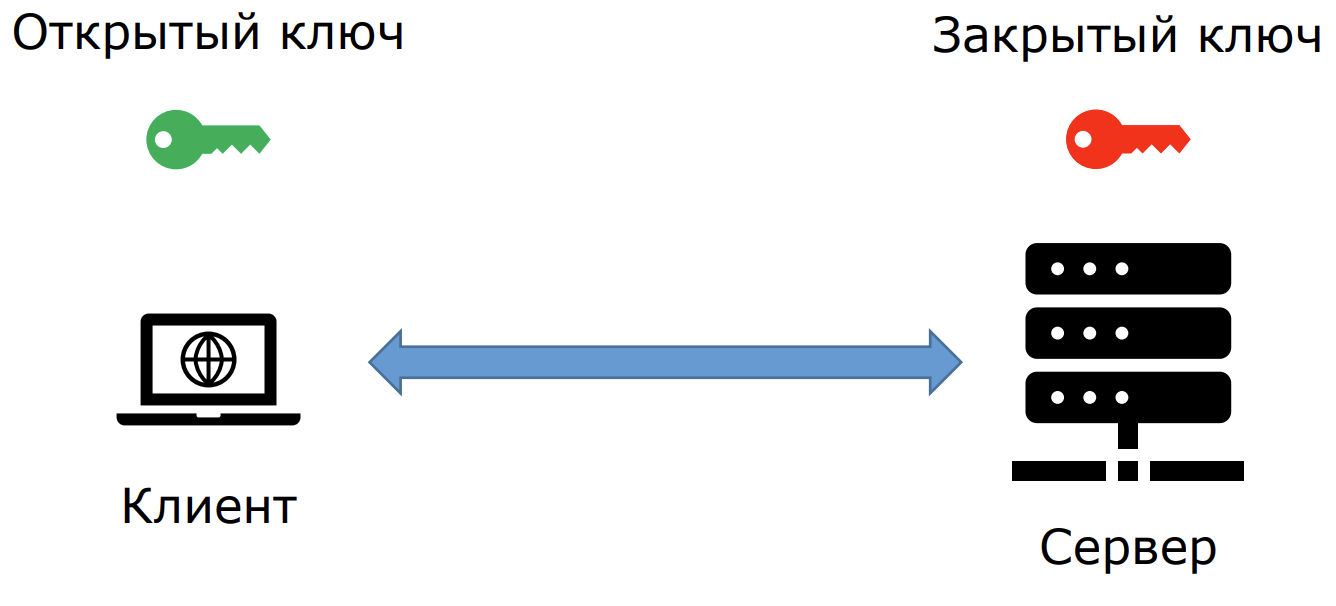 Открытый ключ
Закрытый ключ
Клиент
Сервер